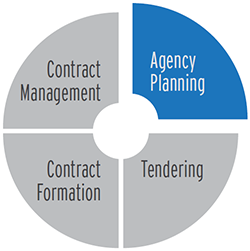 Contract
Management
Agency
Planning
Contract
Formation
Tendering